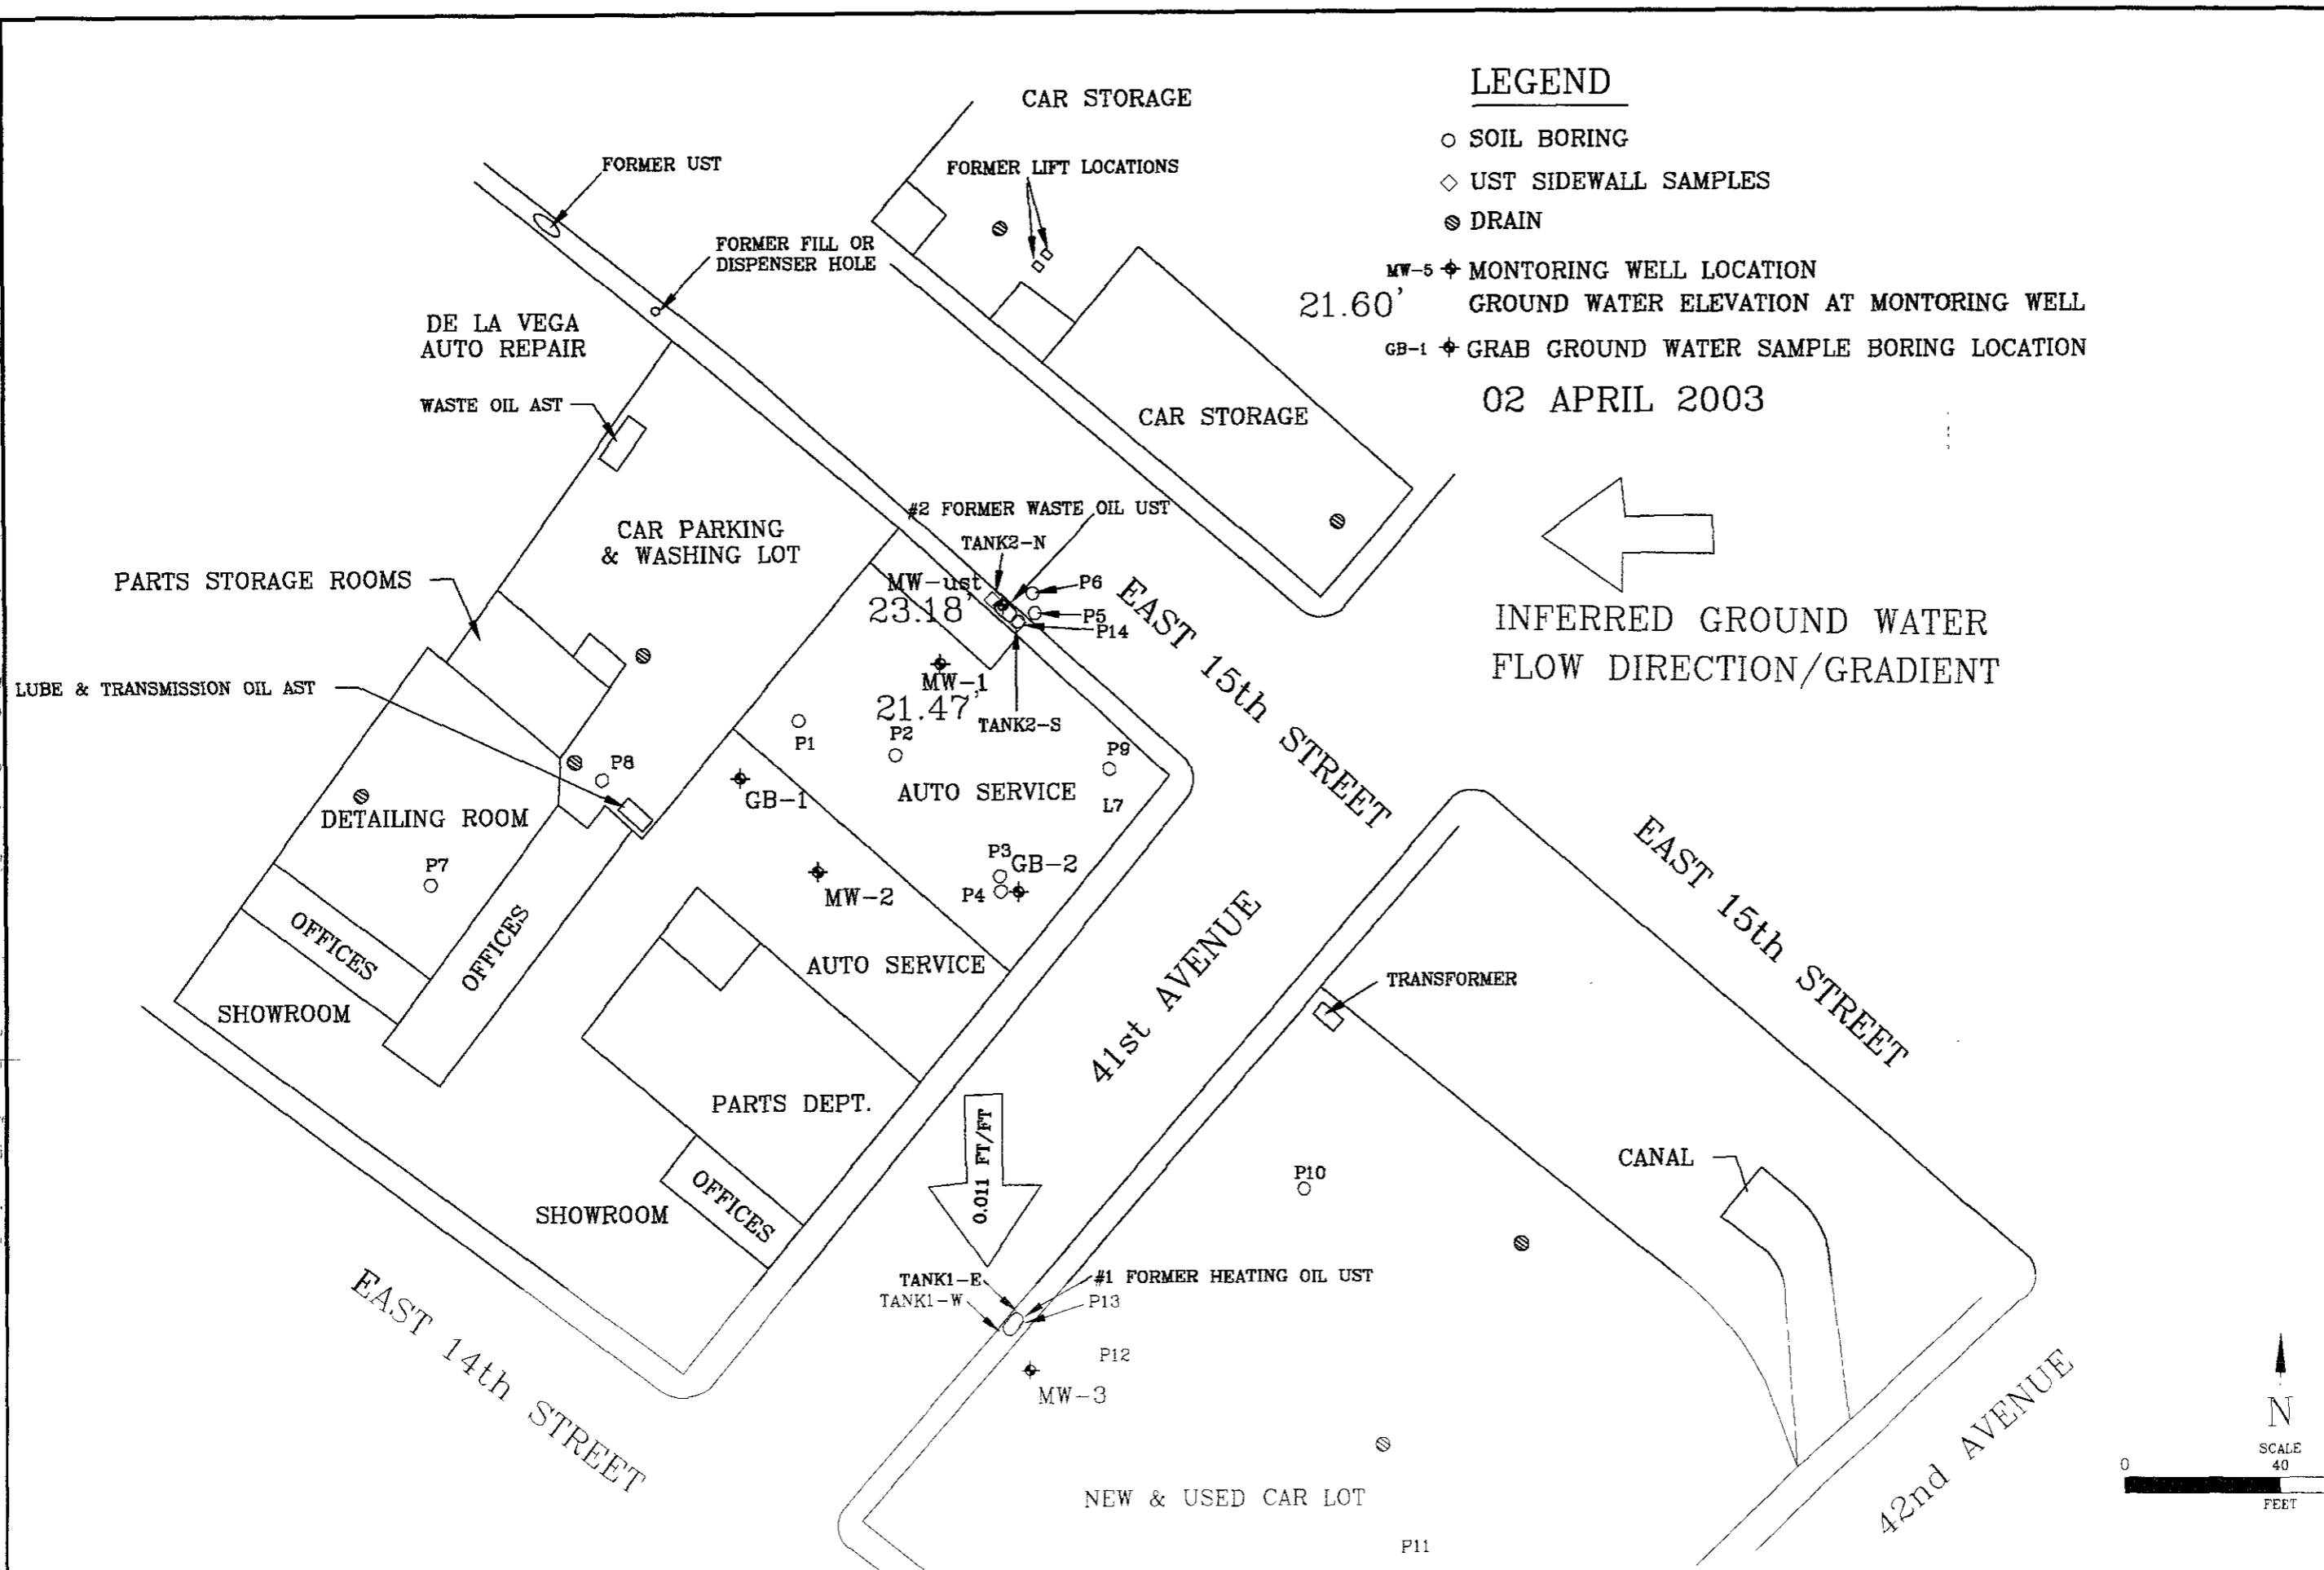 LEGEND
SOIL BORING
UST SIDEWALL SAMPLES
DRAIN
MW-5 MONTORING WELL LOCATION
21.60' GROUND WATER ELEVATION AT MONTORING WELL
GB-1 GRAB GROUND WATER SAMPLE BORING LOCATION
02 APRIL 2003
INFERRED GROUND WATER
FLOW DIRECTION/GRADIENT
CAR STORAGE
FORMER UST
FORMER LIFT LOCATIONS
FORMER FILL OR
DISPENSER HOLE
DE LA VEGA
AUTO REPAIR
WASTE OIL AST
CAR STORAGE
#2 FORMER WASTE OIL UST
CAR PARKING
& WASHING LOT
TANK2-N
PARTS STORAGE ROOMS
MW-ust
23.18'
P6
P5
P14
EAST 15th STREET
LUBE & TRANSMISSION OIL AST
MW-1
21.47'
TANK2-S
P1
P2
P9
P8
GB-1
AUTO SERVICE
L7
DETAILING ROOM
P7
P3
GB-2
P4
MW-2
EAST 15th STREET
OFFICES
OFFICES
AUTO SERVICE
41st AVENUE
TRANSFORMER
SHOWROOM
PARTS DEPT.
0.011 FT/FT
CANAL
P10
OFFICES
SHOWROOM
TANK1-E
#1 FORMER HEATING OIL UST
TANK1-W
P13
P12
MW-3
EAST 14th STREET
42nd AVENUE
NEW & USED CAR LOT
P11
N
SCALE
0 40
FEET